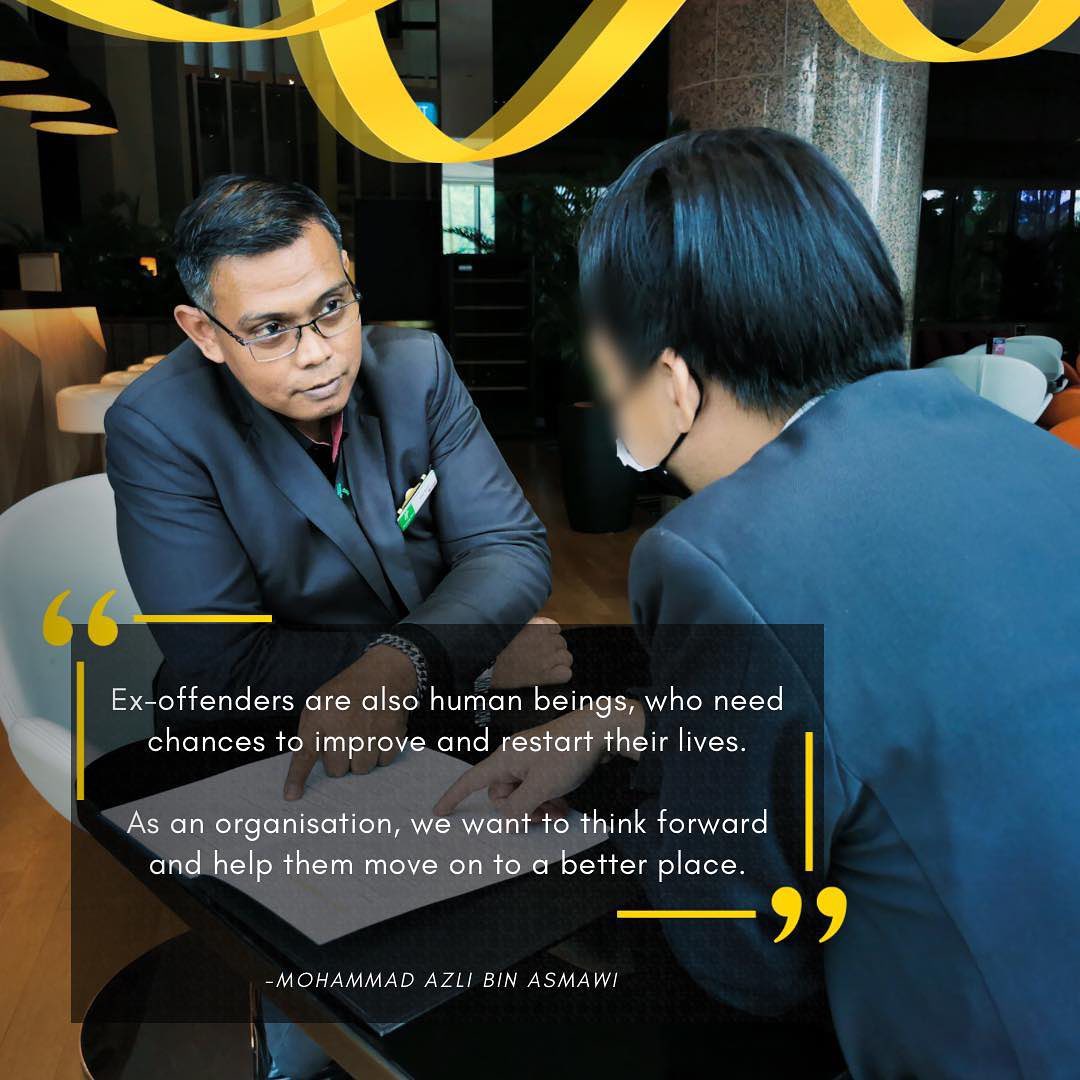 Ex-offenders are also human beings, who need
chances to improve and restart their lives.
As an organisation, we want to think forward
and help them move on to a better place.
-MOHAMMAD AZLI BIN ASMAWI